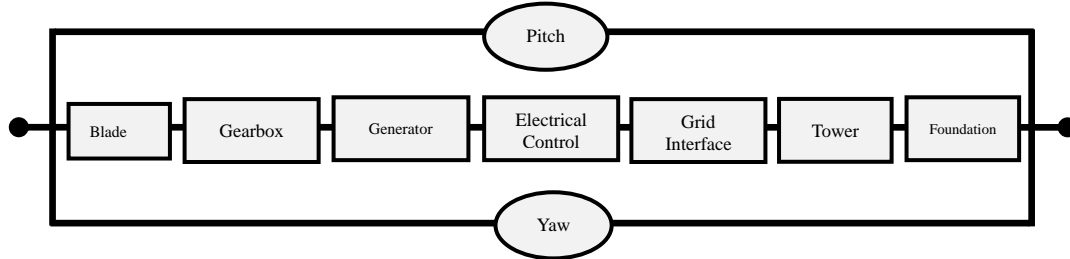 Pitch
Blade
Gearbox
Generator
Electrical
Control
Grid
Interface
Tower
Foundation
Yaw